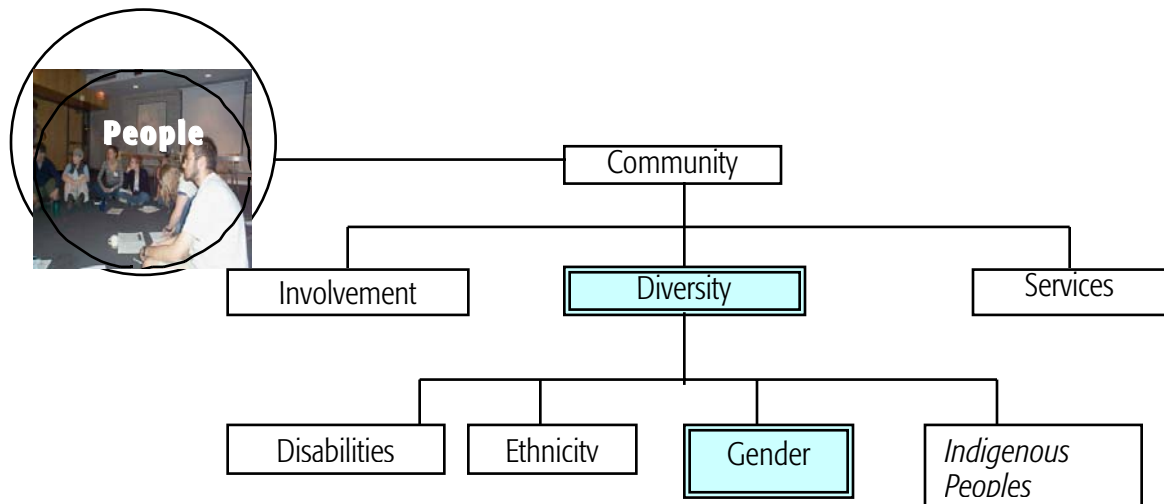 People
Community
Involvement
Diversity
Services
Disabilities
Ethnicity
Gender
Indigenous
Peoples